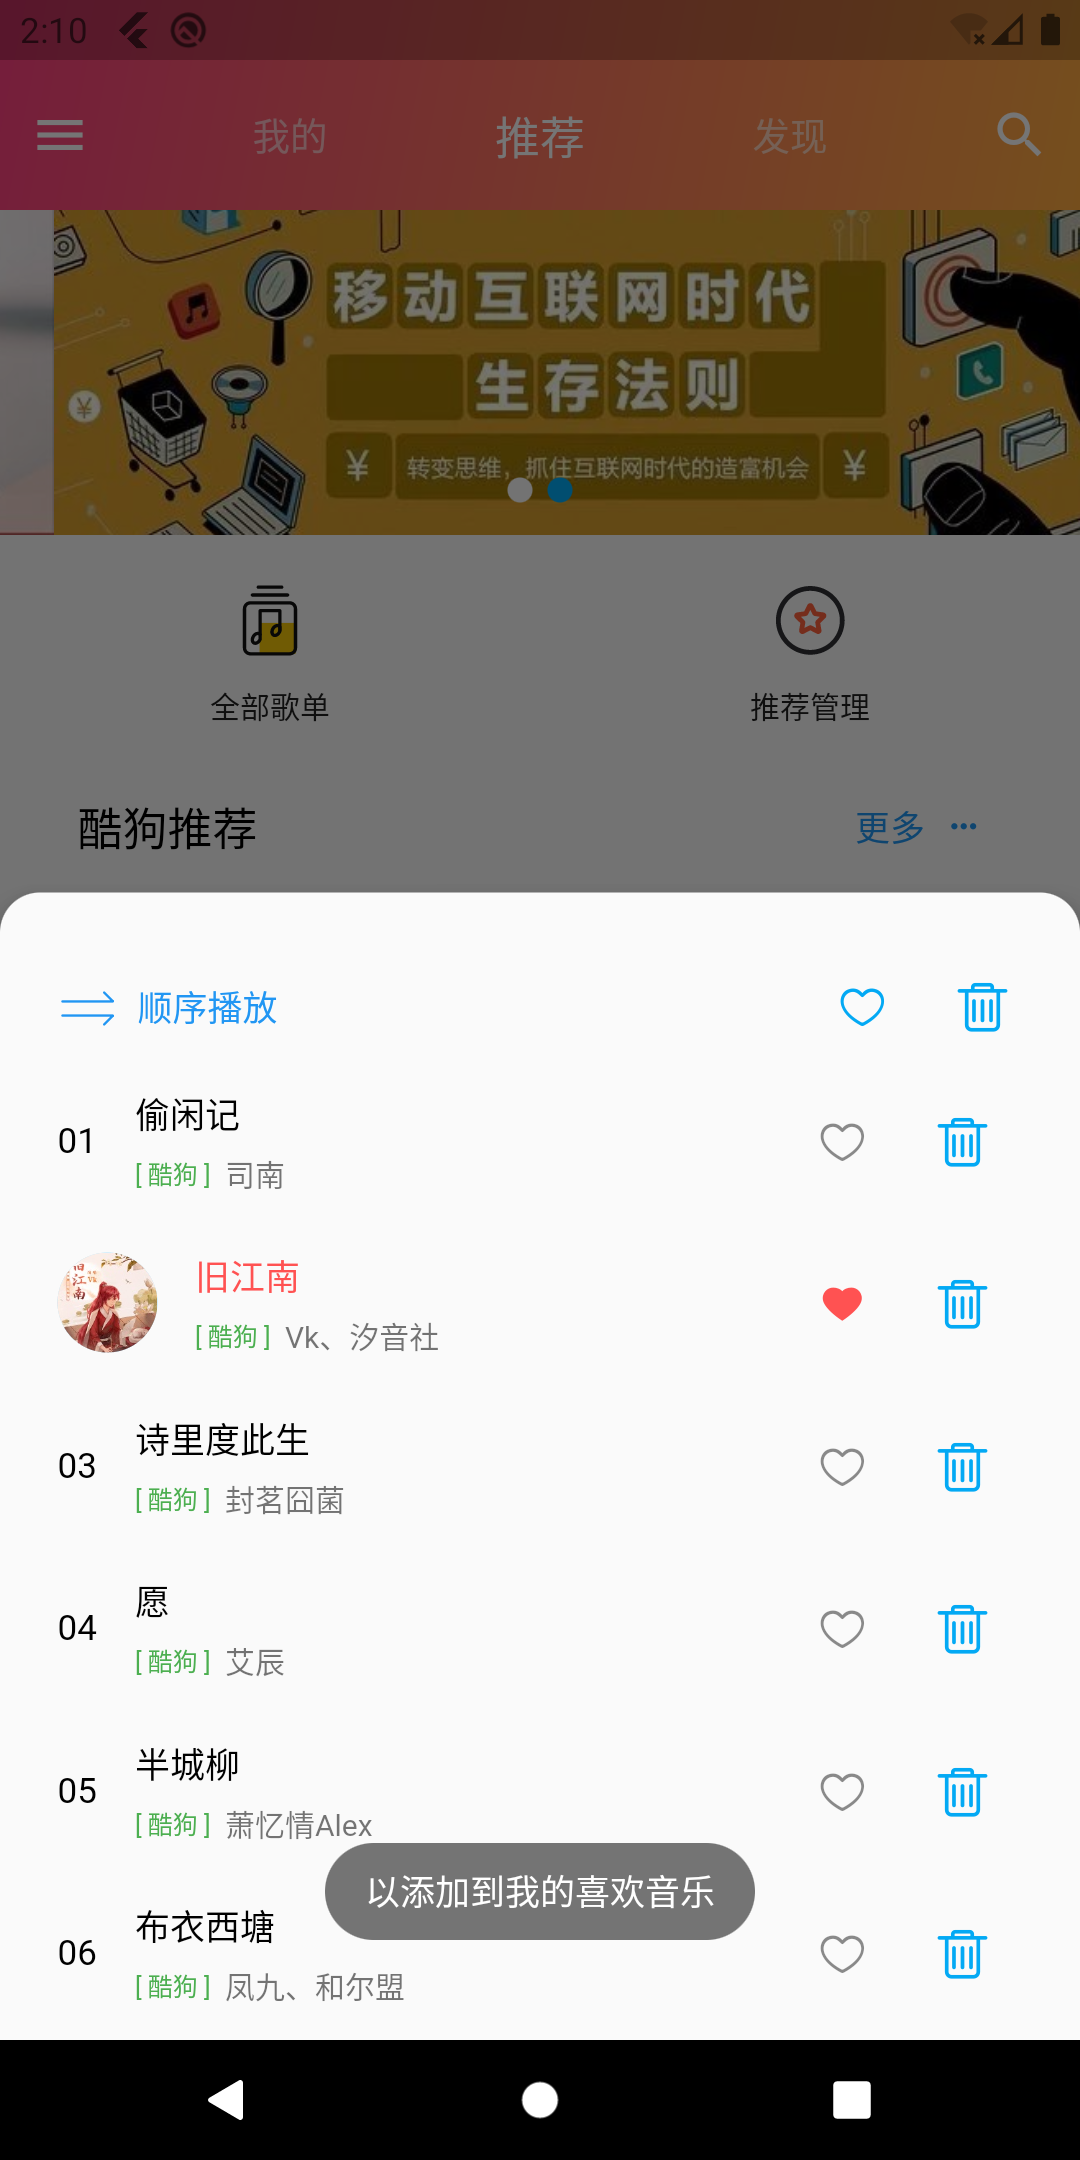 2:10
我的
推荐
发现
移动互联网时代
生存法则
¥ 转变思维，抓住互联网时代的造富机会 ¥
¥
全部歌单
推荐管理
酷狗推荐
更多 ···
顺序播放
01
偷闲记
[ 酷狗 ] 司南
旧江南
旧江南
[ 酷狗 ] Vk、汐音社
03
诗里度此生
[ 酷狗 ] 封茗囧菌
04
愿
[ 酷狗 ] 艾辰
05
半城柳
[ 酷狗 ] 萧忆情Alex
以添加到我的喜欢音乐
06
布衣西塘
[ 酷狗 ] 凤九、和尔盟